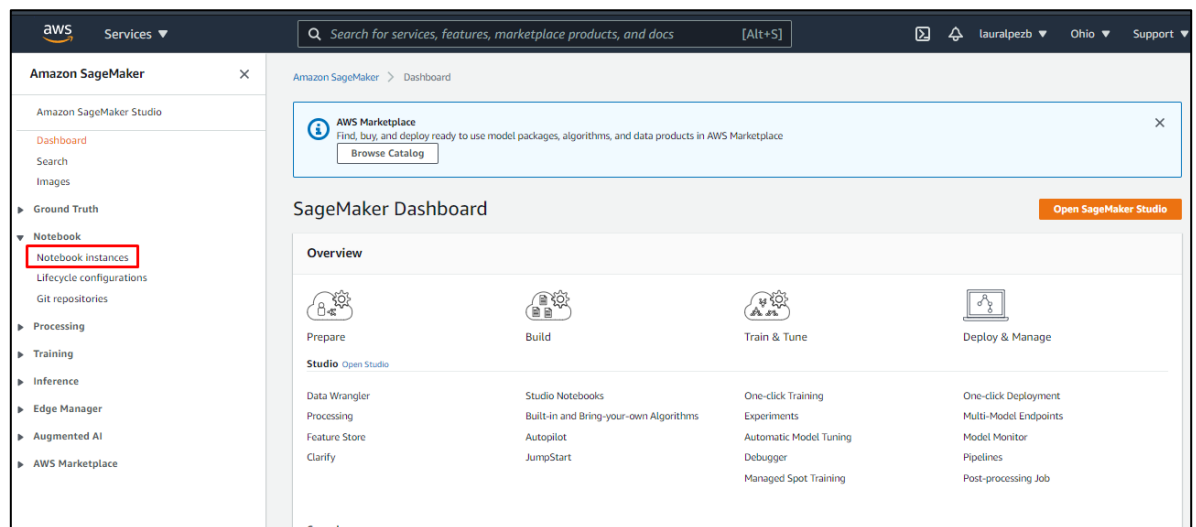 aws Services ▼ Search for services, features, marketplace products, and docs [Alt+S] lauralpezb ▼ Ohio ▼ Support ▼
Amazon SageMaker ×
Amazon SageMaker Studio
Dashboard
Search
Images
Ground Truth
Notebook
Notebook instances
Lifecycle configurations
Git repositories
Processing
Training
Inference
Edge Manager
Augmented AI
AWS Marketplace
Amazon SageMaker > Dashboard
AWS Marketplace
Find, buy, and deploy ready to use model packages, algorithms, and data products in AWS Marketplace
Browse Catalog
SageMaker Dashboard
Open SageMaker Studio
Overview
Prepare Build Train & Tune Deploy & Manage
Studio Open Studio
Data Wrangler Studio Notebooks One-click Training One-click Deployment
Processing Built-in and Bring-your-own Algorithms Experiments Multi-Model Endpoints
Feature Store Autopilot Automatic Model Tuning Model Monitor
Clarify JumpStart Debugger Pipelines
Managed Spot Training Post-processing Job